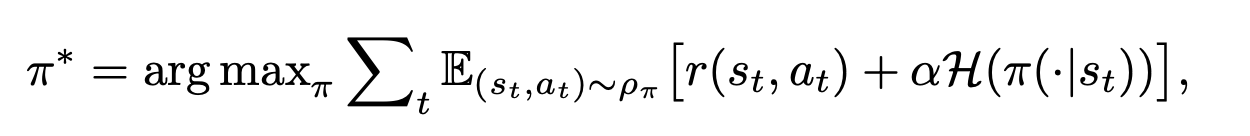 π* = arg max_π ∑_t 𝔼_{(s_t,a_t)∼ρ_π} [r(s_t, a_t) + αℋ(π(·|s_t))],